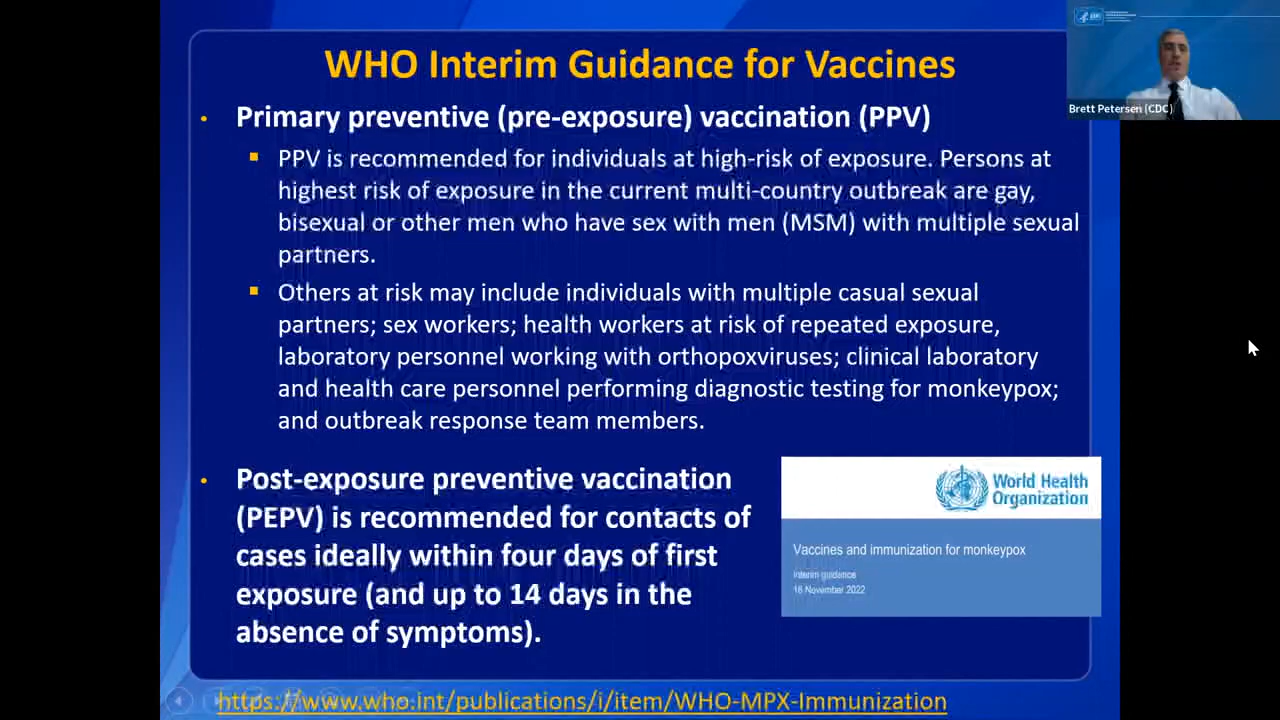 WHO Interim Guidance for Vaccines
Brett Petersen (CDC)
• Primary preventive (pre-exposure) vaccination (PPV)
▪ PPV is recommended for individuals at high-risk of exposure. Persons at
highest risk of exposure in the current multi-country outbreak are gay,
bisexual or other men who have sex with men (MSM) with multiple sexual
partners.
▪ Others at risk may include individuals with multiple casual sexual
partners; sex workers; health workers at risk of repeated exposure,
laboratory personnel working with orthopoxviruses; clinical laboratory
and health care personnel performing diagnostic testing for monkeypox;
and outbreak response team members.
• Post-exposure preventive vaccination
(PEPV) is recommended for contacts of
cases ideally within four days of first
exposure (and up to 14 days in the
absence of symptoms).
World Health
Organization
Vaccines and immunization for monkeypox
Interim guidance
16 November 2022
https://www.who.int/publications/i/item/WHO-MPX-Immunization